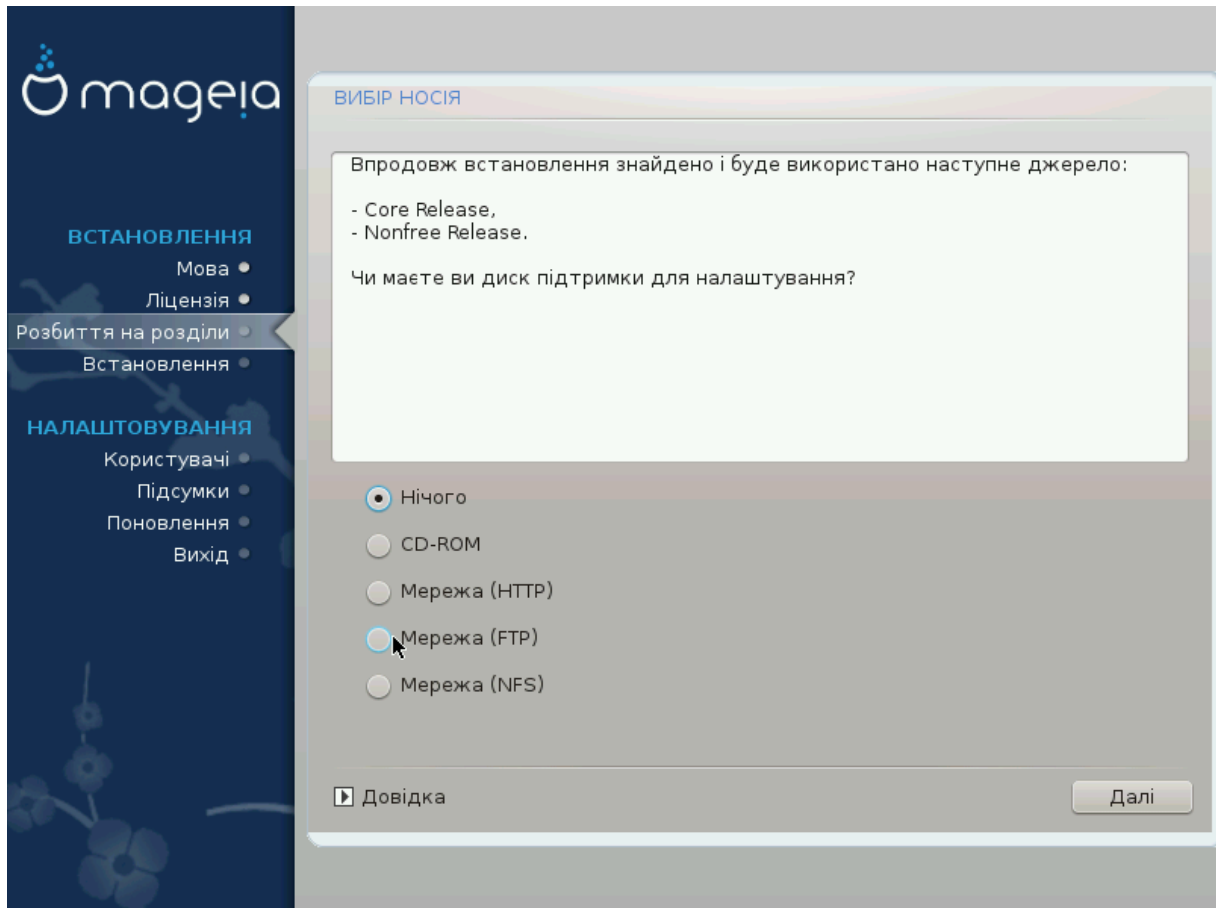 mageia
ВСТАНОВЛЕННЯ
Мова
Ліцензія
Розбиття на розділи
Встановлення
НАЛАШТОВУВАННЯ
Користувачі
Підсумки
Поновлення
Вихід
ВИБІР НОСІЯ
Впродовж встановлення знайдено і буде використано наступне джерело:
- Core Release,
- Nonfree Release.
Чи маєте ви диск підтримки для налаштування?
Нічого
CD-ROM
Мережа (HTTP)
Мережа (FTP)
Мережа (NFS)
Довідка
Далі